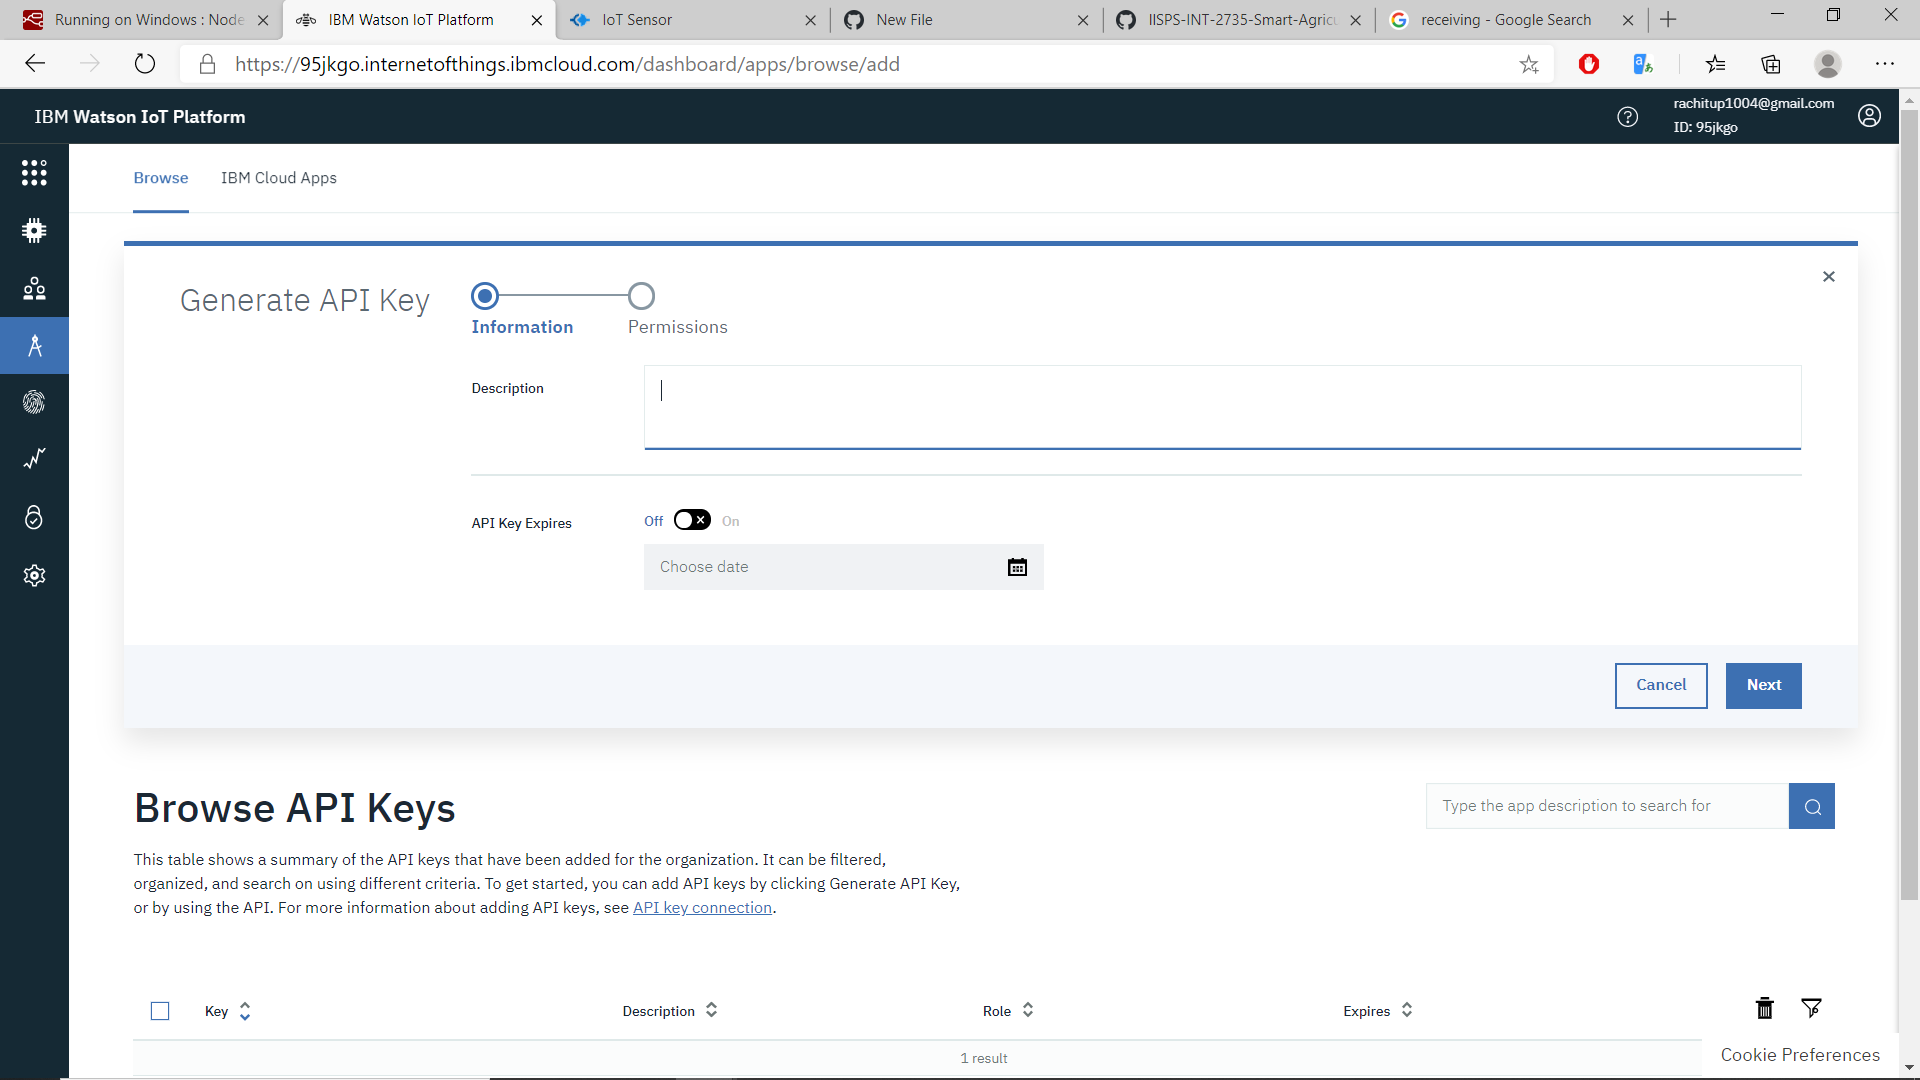 Running on Windows : Node
IBM Watson IoT Platform
IoT Sensor
New File
IISPS-INT-2735-Smart-Agricu
receiving - Google Search
https://95jkgo.internetofthings.ibmcloud.com/dashboard/apps/browse/add
IBM Watson IoT Platform
rachitup1004@gmail.com
ID: 95jkgo
Browse
IBM Cloud Apps
Generate API Key
Information
Permissions
Description
API Key Expires
Off
On
Choose date
Cancel
Next
Browse API Keys
Type the app description to search for
This table shows a summary of the API keys that have been added for the organization. It can be filtered,
organized, and search on using different criteria. To get started, you can add API keys by clicking Generate API Key,
or by using the API. For more information about adding API keys, see API key connection.
Key
Description
Role
Expires
1 result
Cookie Preferences